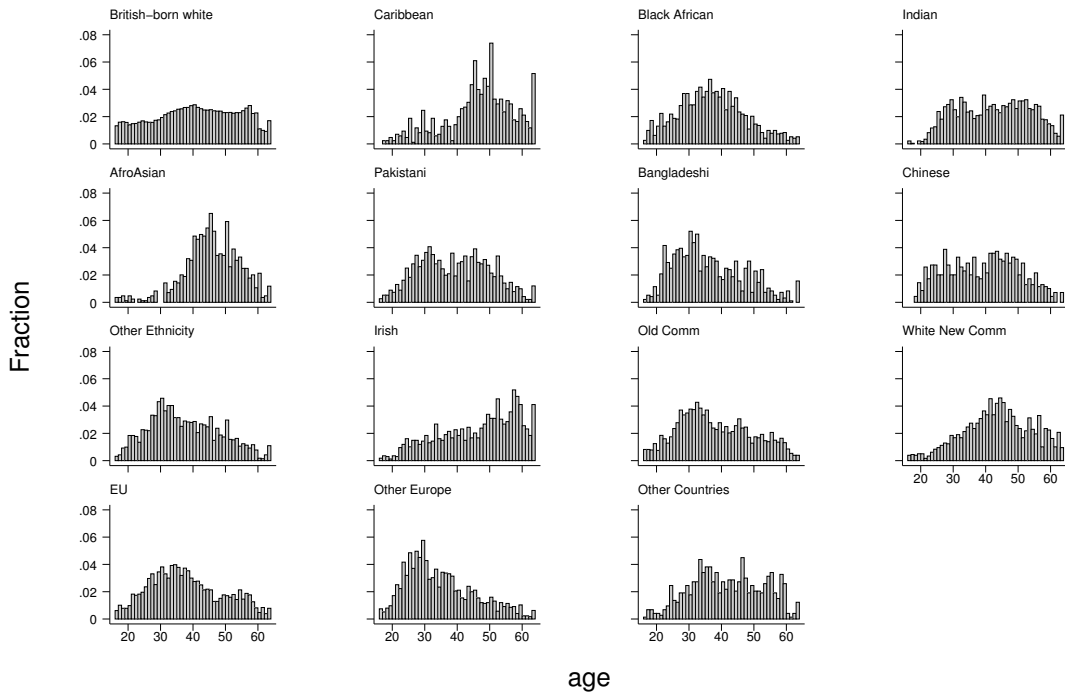 British−born white
Caribbean
Black African
Indian
.08
.06
.04
.02
0
AfroAsian
Pakistani
Bangladeshi
Chinese
.08
.06
.04
.02
0
Other Ethnicity
Irish
Old Comm
White New Comm
.08
.06
.04
.02
0
20 30 40 50 60
EU
Other Europe
Other Countries
.08
.06
.04
.02
0
20 30 40 50 60
20 30 40 50 60
20 30 40 50 60
Fraction
age